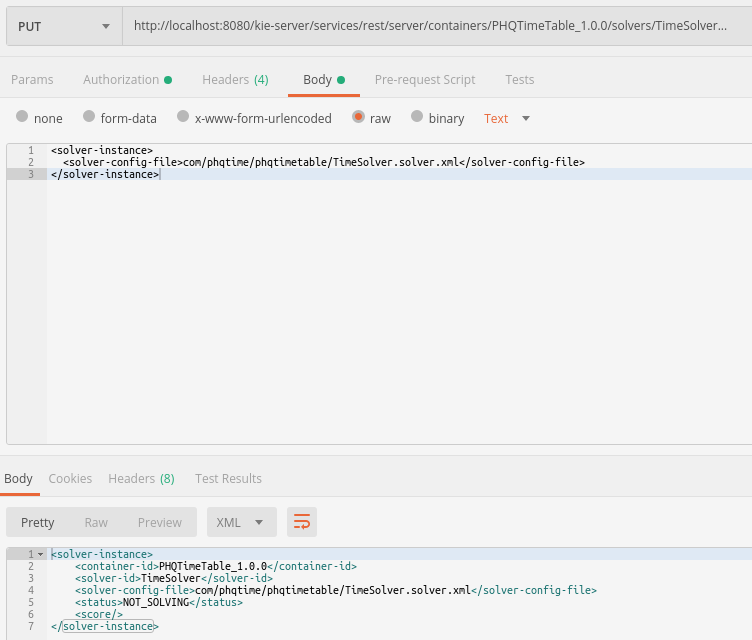 PUT http://localhost:8080/kie-server/services/rest/server/containers/PHQTimeTable_1.0.0/solvers/TimeSolver...
Params Authorization Headers (4) Body Pre-request Script Tests
none form-data x-www-form-urlencoded raw binary Text
1 <solver-instance>
2 <solver-config-file>com/phqtime/phqtimetable/TimeSolver.solver.xml</solver-config-file>
3 </solver-instance>
Body Cookies Headers (8) Test Results
Pretty Raw Preview XML
1 <solver-instance>
2 <container-id>PHQTimeTable_1.0.0</container-id>
3 <solver-id>TimeSolver</solver-id>
4 <solver-config-file>com/phqtime/phqtimetable/TimeSolver.solver.xml</solver-config-file>
5 <status>NOT_SOLVING</status>
6 <score/>
7 </solver-instance>